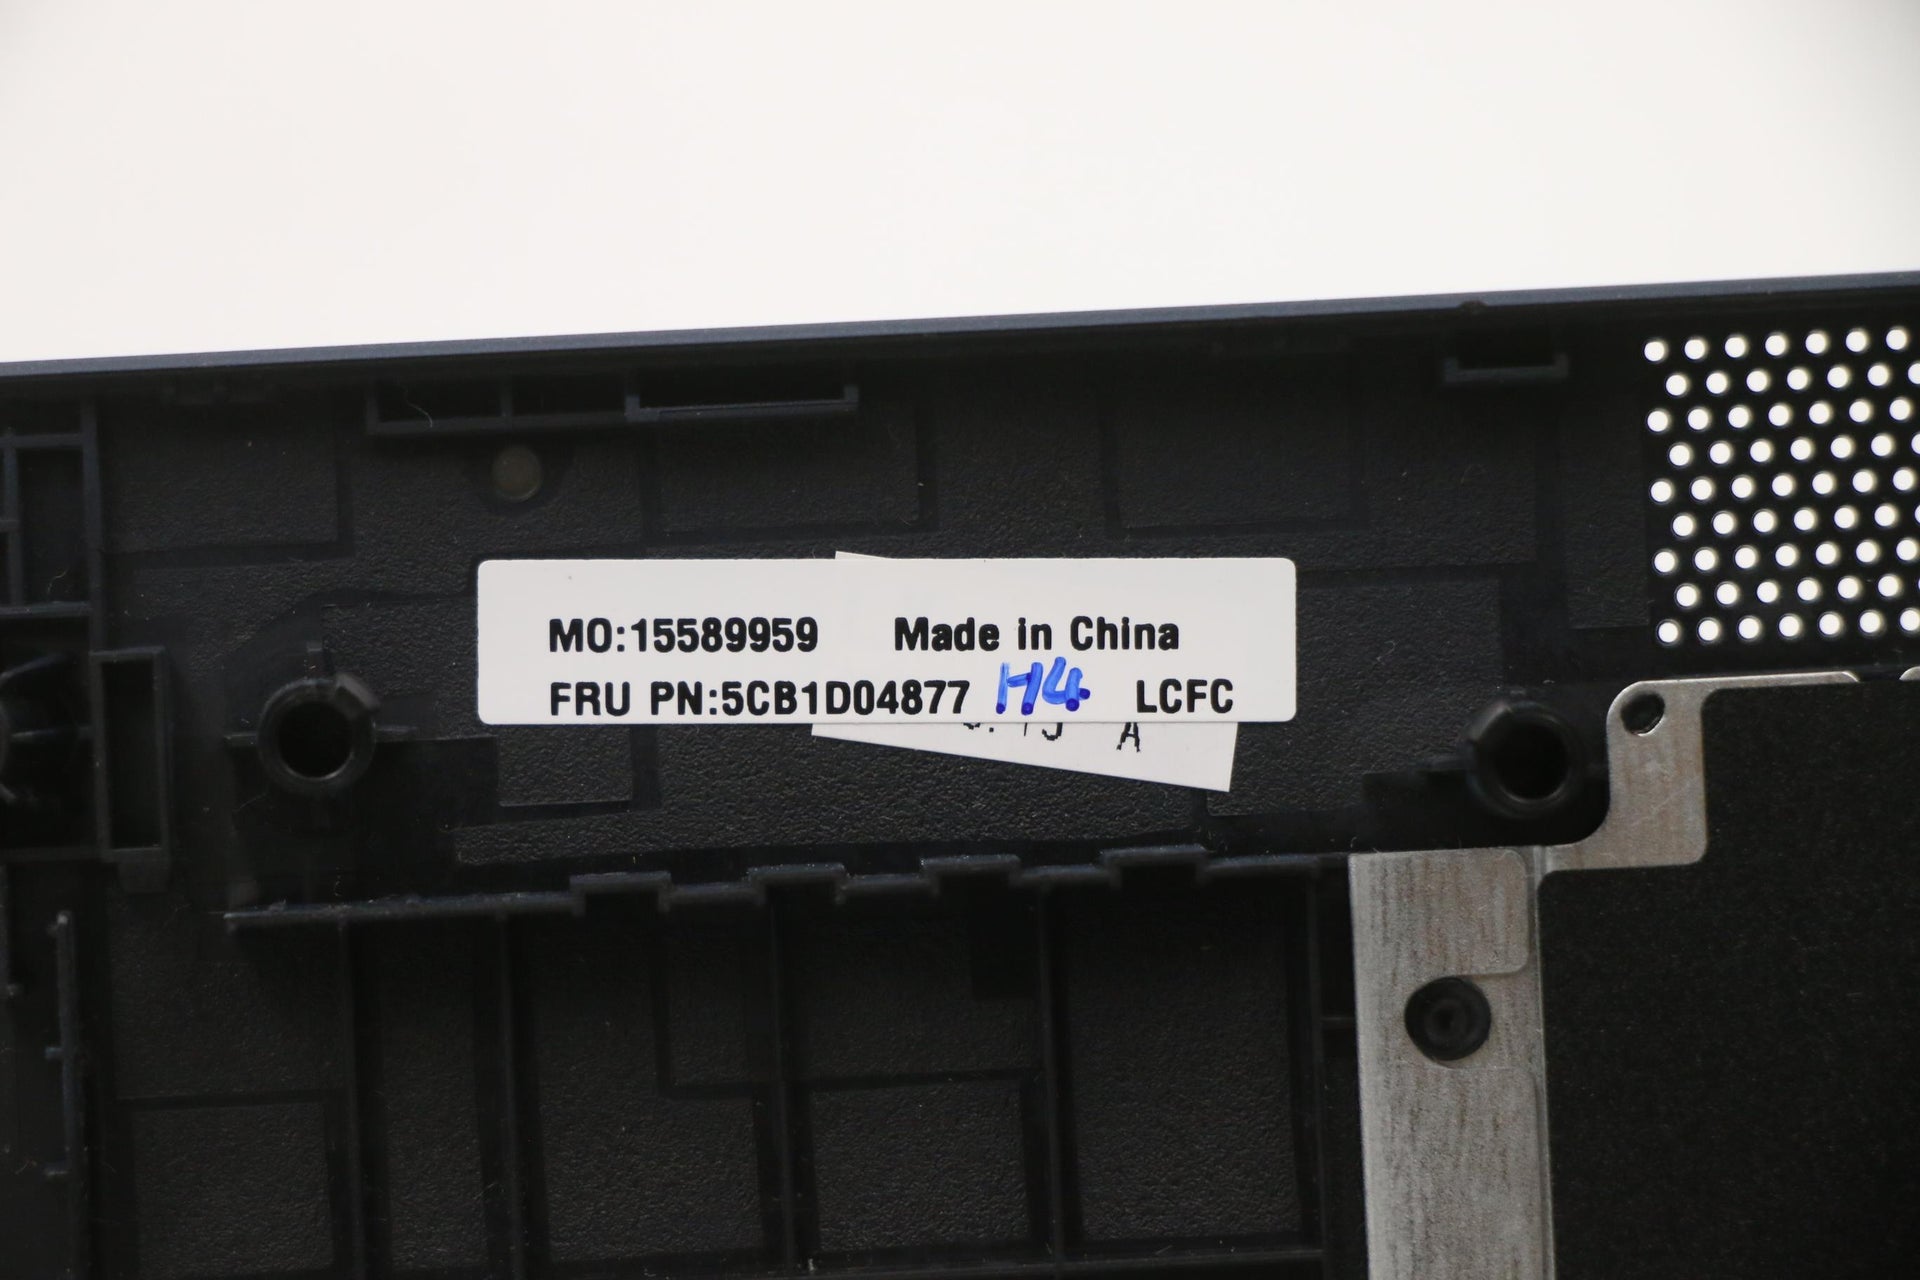 MO:15589959 Made in China
FRU PN:5CB1D04877 H4. LCFC
A